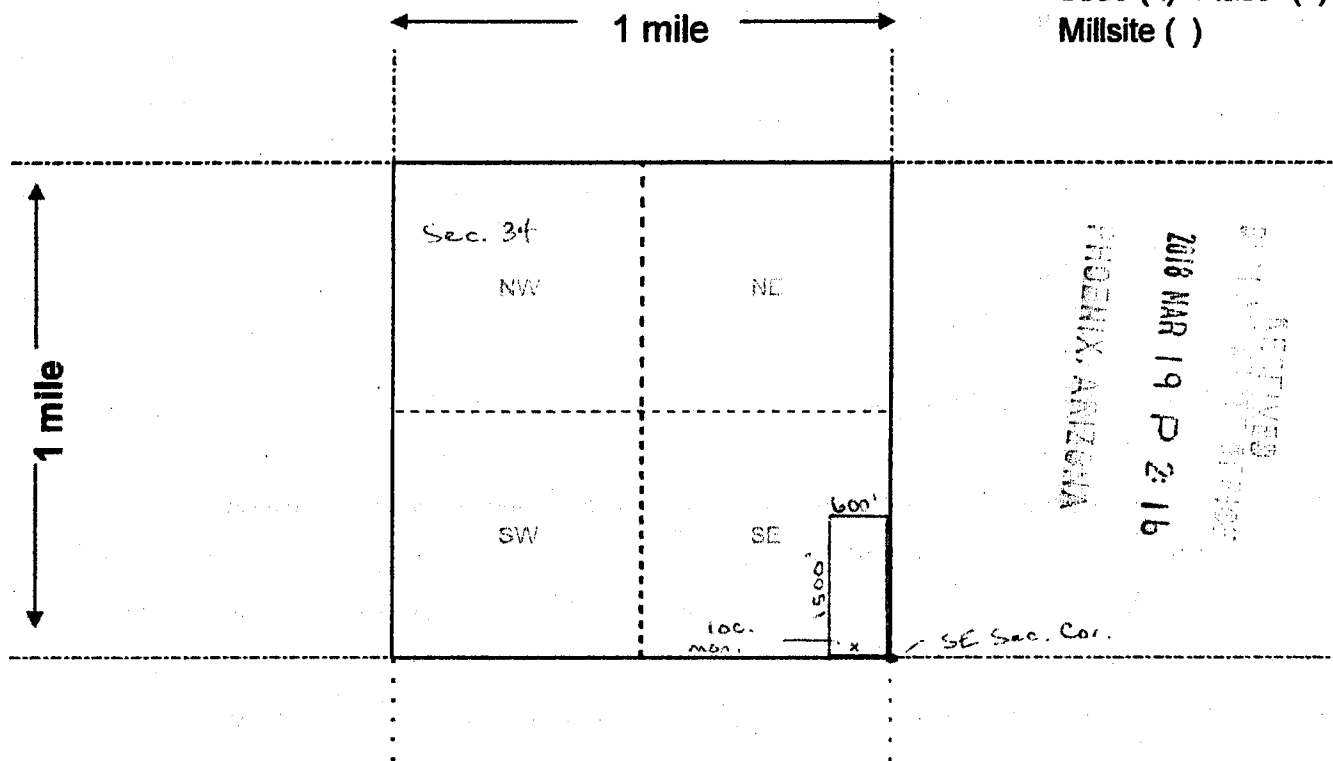 1 mile
Millsite ( )
1 mile
Sec. 34
NW
NE
SW
SE
600'
1500'
loc.
mon.
x
SE Sec. Cor.
2018 MAR 19 P 2:16
PHOENIX, ARIZONA